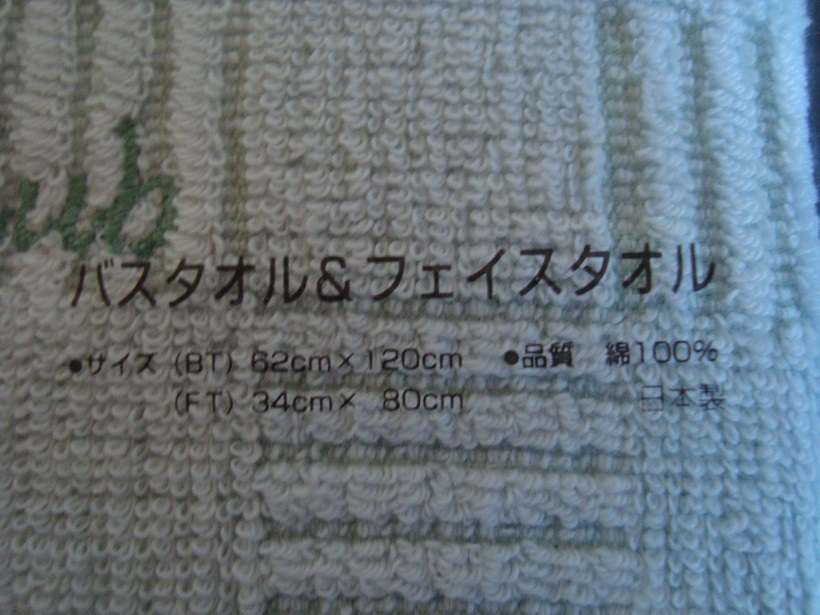 バスタオル&フェイスタオル
●サイズ (BT) 62cm×120cm ●品質 綿100%
(FT) 34cm× 80cm 日本製